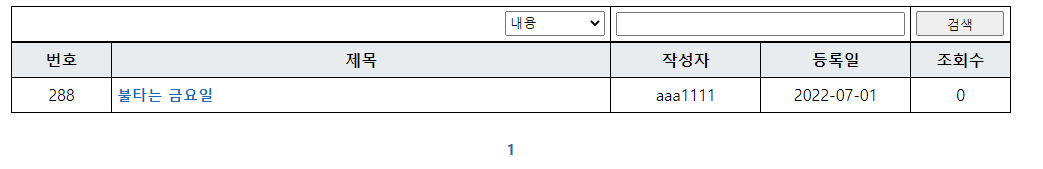 내용 검색
번호 제목 작성자 등록일 조회수
288 불타는 금요일 aaa1111 2022-07-01 0
1